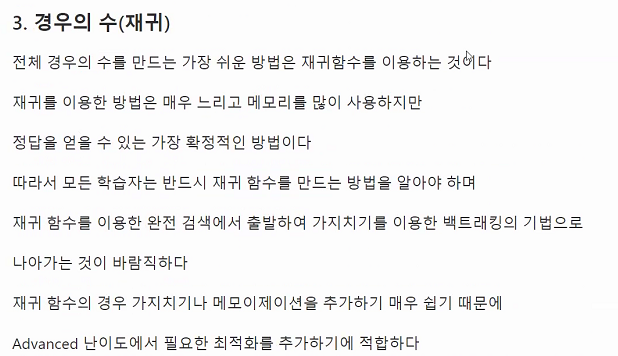 3. 경우의 수(재귀)
전체 경우의 수를 만드는 가장 쉬운 방법은 재귀함수를 이용하는 것이다
재귀를 이용한 방법은 매우 느리고 메모리를 많이 사용하지만
정답을 얻을 수 있는 가장 확정적인 방법이다
따라서 모든 학습자는 반드시 재귀 함수를 만드는 방법을 알아야 하며
재귀 함수를 이용한 완전 검색에서 출발하여 가지치기를 이용한 백트래킹의 기법으로
나아가는 것이 바람직하다
재귀 함수의 경우 가지치기나 메모이제이션을 추가하기 매우 쉽기 때문에
Advanced 난이도에서 필요한 최적화를 추가하기에 적합하다